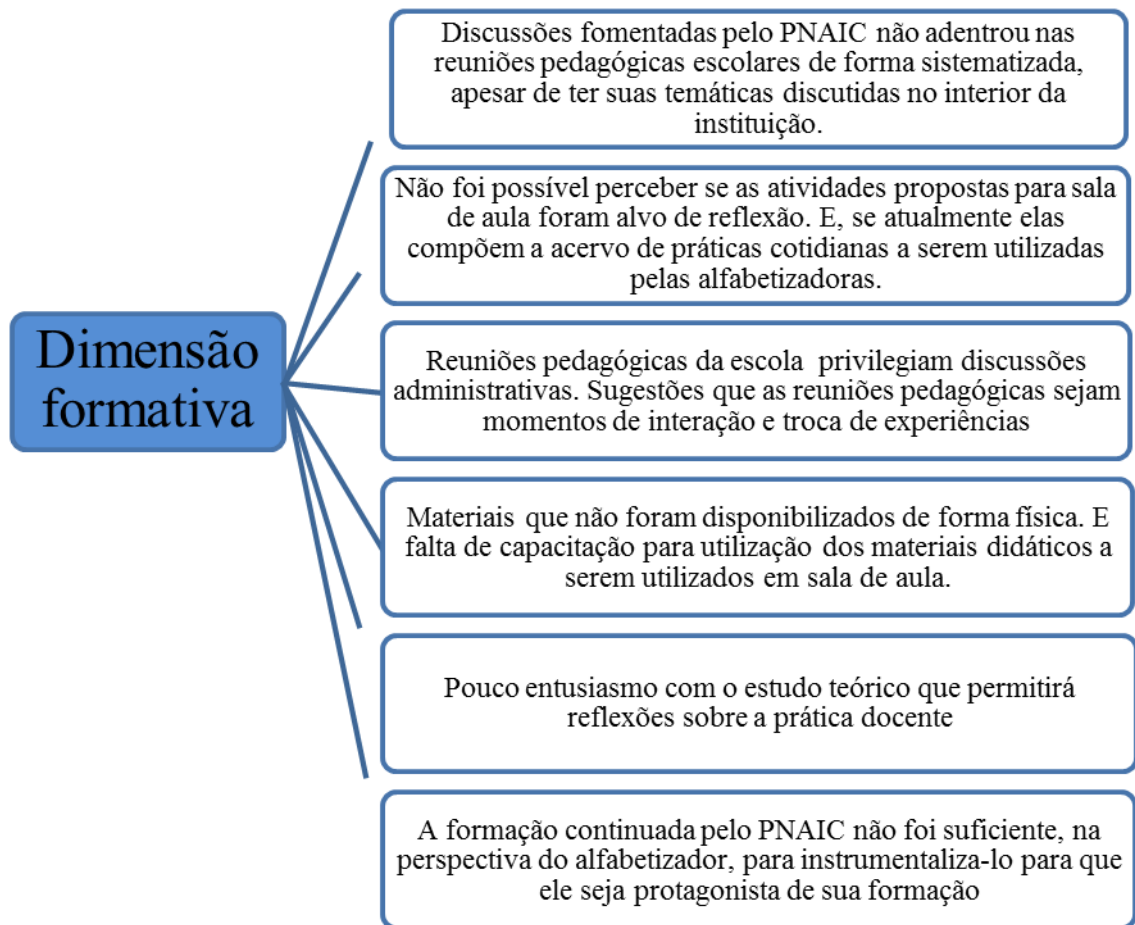 Dimensão
formativa
Discussões fomentadas pelo PNAIC não adentrou nas
reuniões pedagógicas escolares de forma sistematizada,
apesar de ter suas temáticas discutidas no interior da
instituição.
Não foi possível perceber se as atividades propostas para sala
de aula foram alvo de reflexão. E, se atualmente elas
compõem a acervo de práticas cotidianas a serem utilizadas
pelas alfabetizadoras.
Reuniões pedagógicas da escola privilegiam discussões
administrativas. Sugestões que as reuniões pedagógicas sejam
momentos de interação e troca de experiências
Materiais que não foram disponibilizados de forma física. E
falta de capacitação para utilização dos materiais didáticos a
serem utilizados em sala de aula.
Pouco entusiasmo com o estudo teórico que permitirá
reflexões sobre a prática docente
A formação continuada pelo PNAIC não foi suficiente, na
perspectiva do alfabetizador, para instrumentaliza-lo para que
ele seja protagonista de sua formação